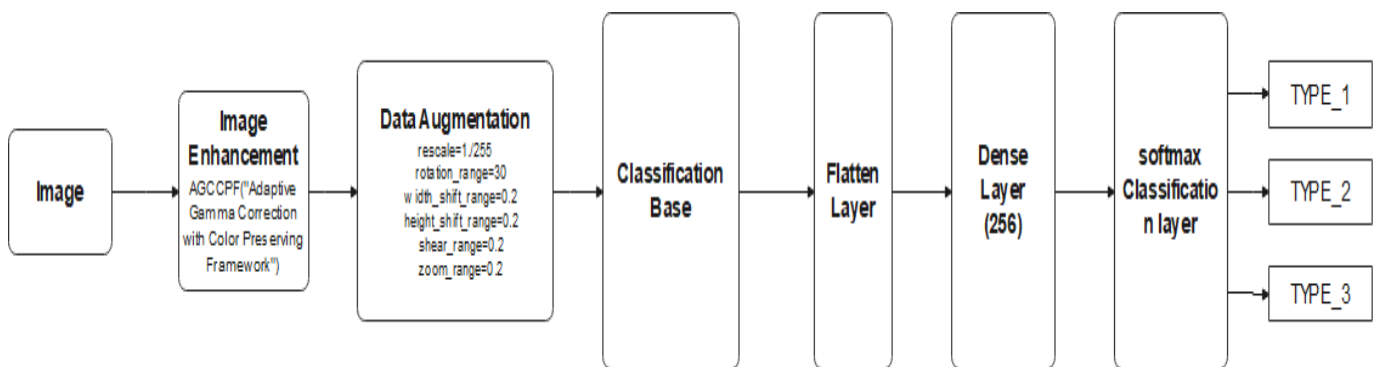 Image
Image
Enhancement
AGCCPF("Adaptive
Gamma Correction
with Color Preserving
Framework")
Data Augmentation
rescale=1./255
rotation_range=30
width_shift_range=0.2
height_shift_range=0.2
shear_range=0.2
zoom_range=0.2
Classification
Base
Flatten
Layer
Dense
Layer
(256)
softmax
Classificatio
n layer
TYPE_1
TYPE_2
TYPE_3